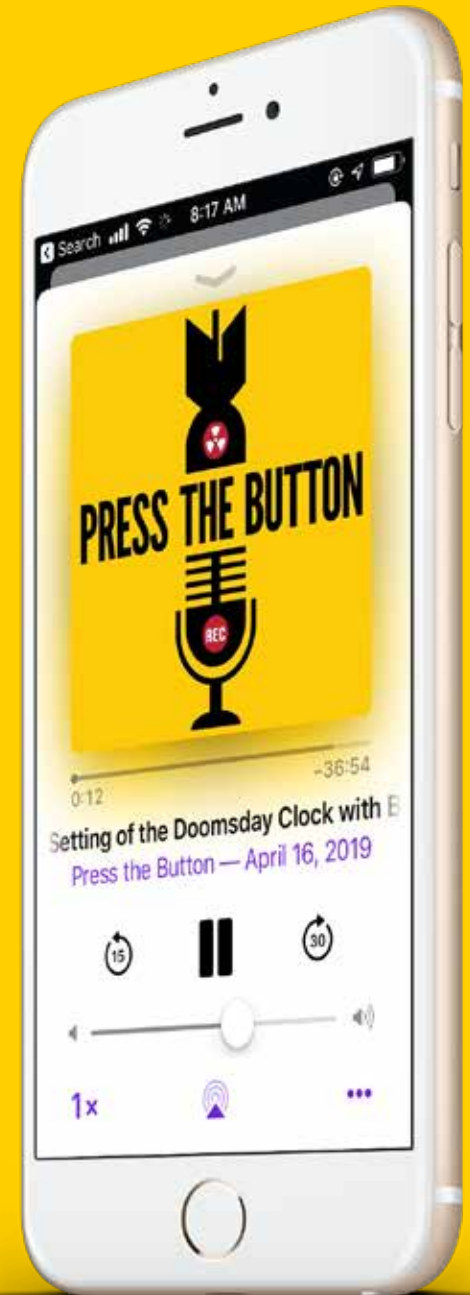 Search 8:17 AM
PRESS THE BUTTON
REC
0:12 -36:54
Setting of the Doomsday Clock with B
Press the Button — April 16, 2019
15 30
1x